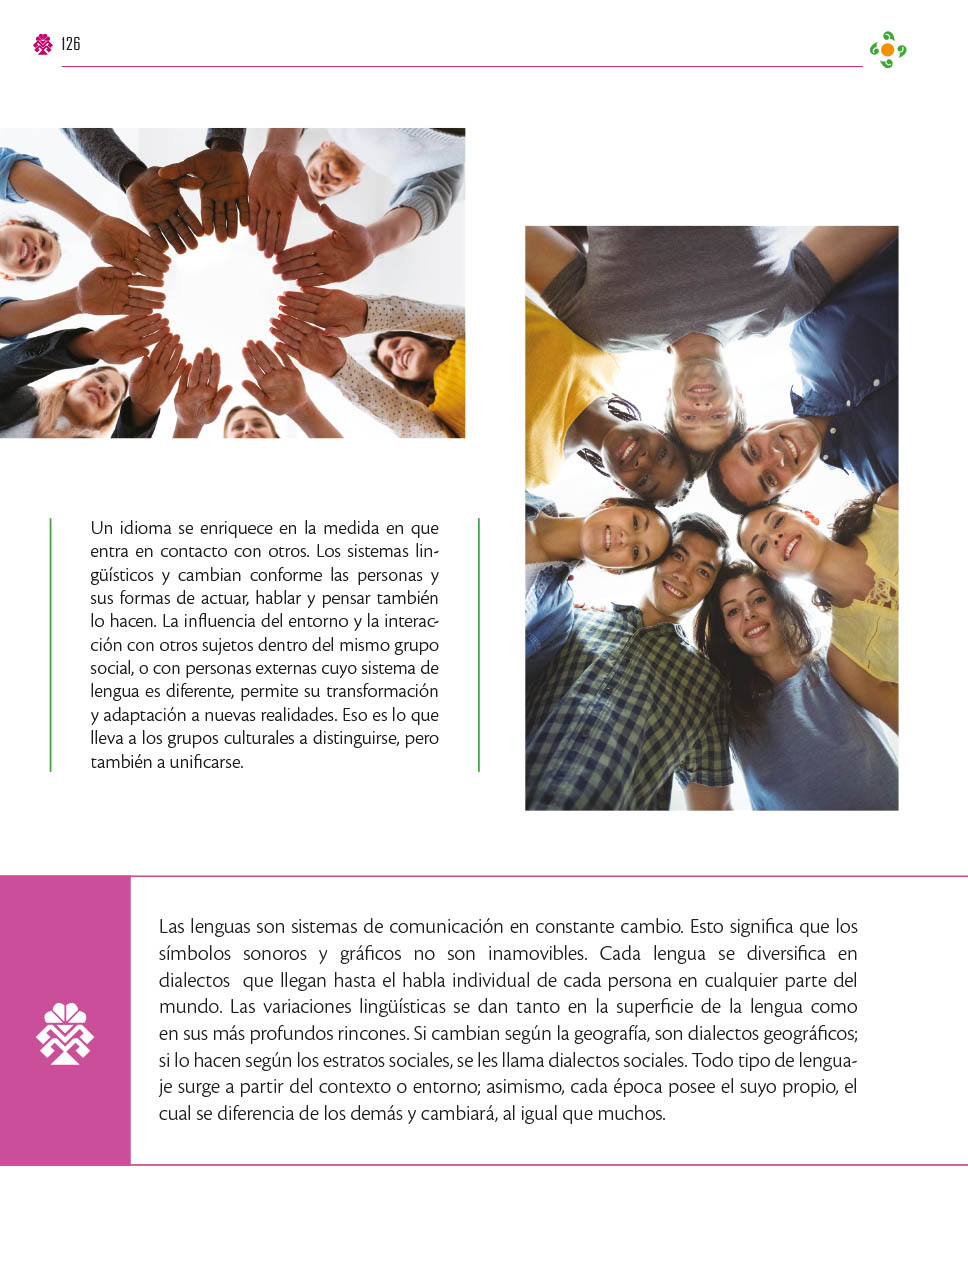 126
Un idioma se enriquece en la medida en que
entra en contacto con otros. Los sistemas lin-
güísticos y cambian conforme las personas y
sus formas de actuar, hablar y pensar también
lo hacen. La influencia del entorno y la interac-
ción con otros sujetos dentro del mismo grupo
social, o con personas externas cuyo sistema de
lengua es diferente, permite su transformación
y adaptación a nuevas realidades. Eso es lo que
lleva a los grupos culturales a distinguirse, pero
también a unificarse.
Las lenguas son sistemas de comunicación en constante cambio. Esto significa que los
símbolos sonoros y gráficos no son inamovibles. Cada lengua se diversifica en
dialectos que llegan hasta el habla individual de cada persona en cualquier parte del
mundo. Las variaciones lingüísticas se dan tanto en la superficie de la lengua como
en sus más profundos rincones. Si cambian según la geografía, son dialectos geográficos;
si lo hacen según los estratos sociales, se les llama dialectos sociales. Todo tipo de lengua-
je surge a partir del contexto o entorno; asimismo, cada época posee el suyo propio, el
cual se diferencia de los demás y cambiará, al igual que muchos.